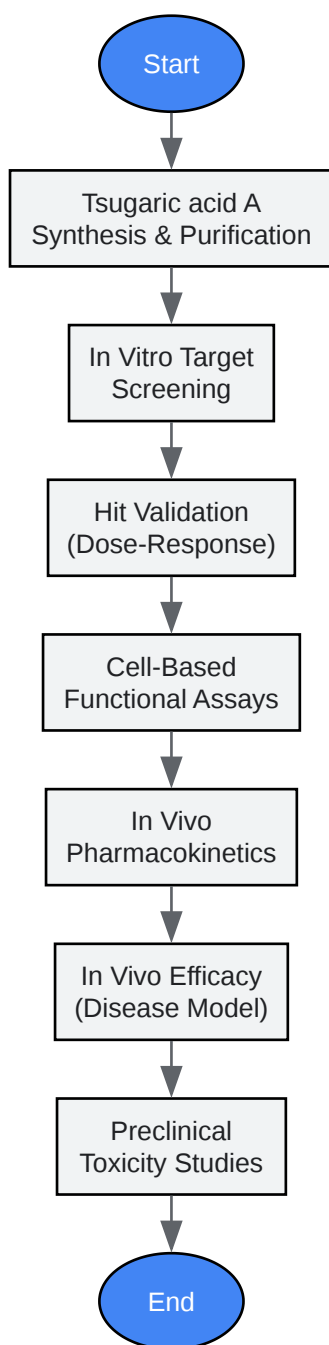 Start
Tsugaric acid A
Synthesis & Purification
In Vitro Target
Screening
Hit Validation
(Dose-Response)
Cell-Based
Functional Assays
In Vivo
Pharmacokinetics
In Vivo Efficacy
(Disease Model)
Preclinical
Toxicity Studies
End